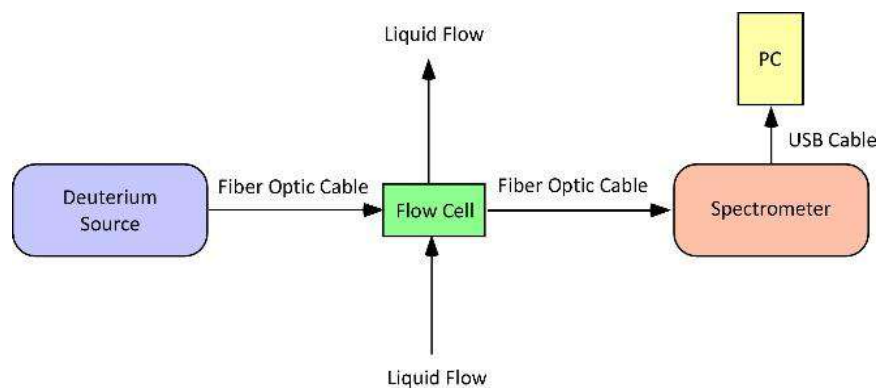 Liquid Flow
PC
USB Cable
Deuterium
Source
Fiber Optic Cable
Flow Cell
Fiber Optic Cable
Spectrometer
Liquid Flow